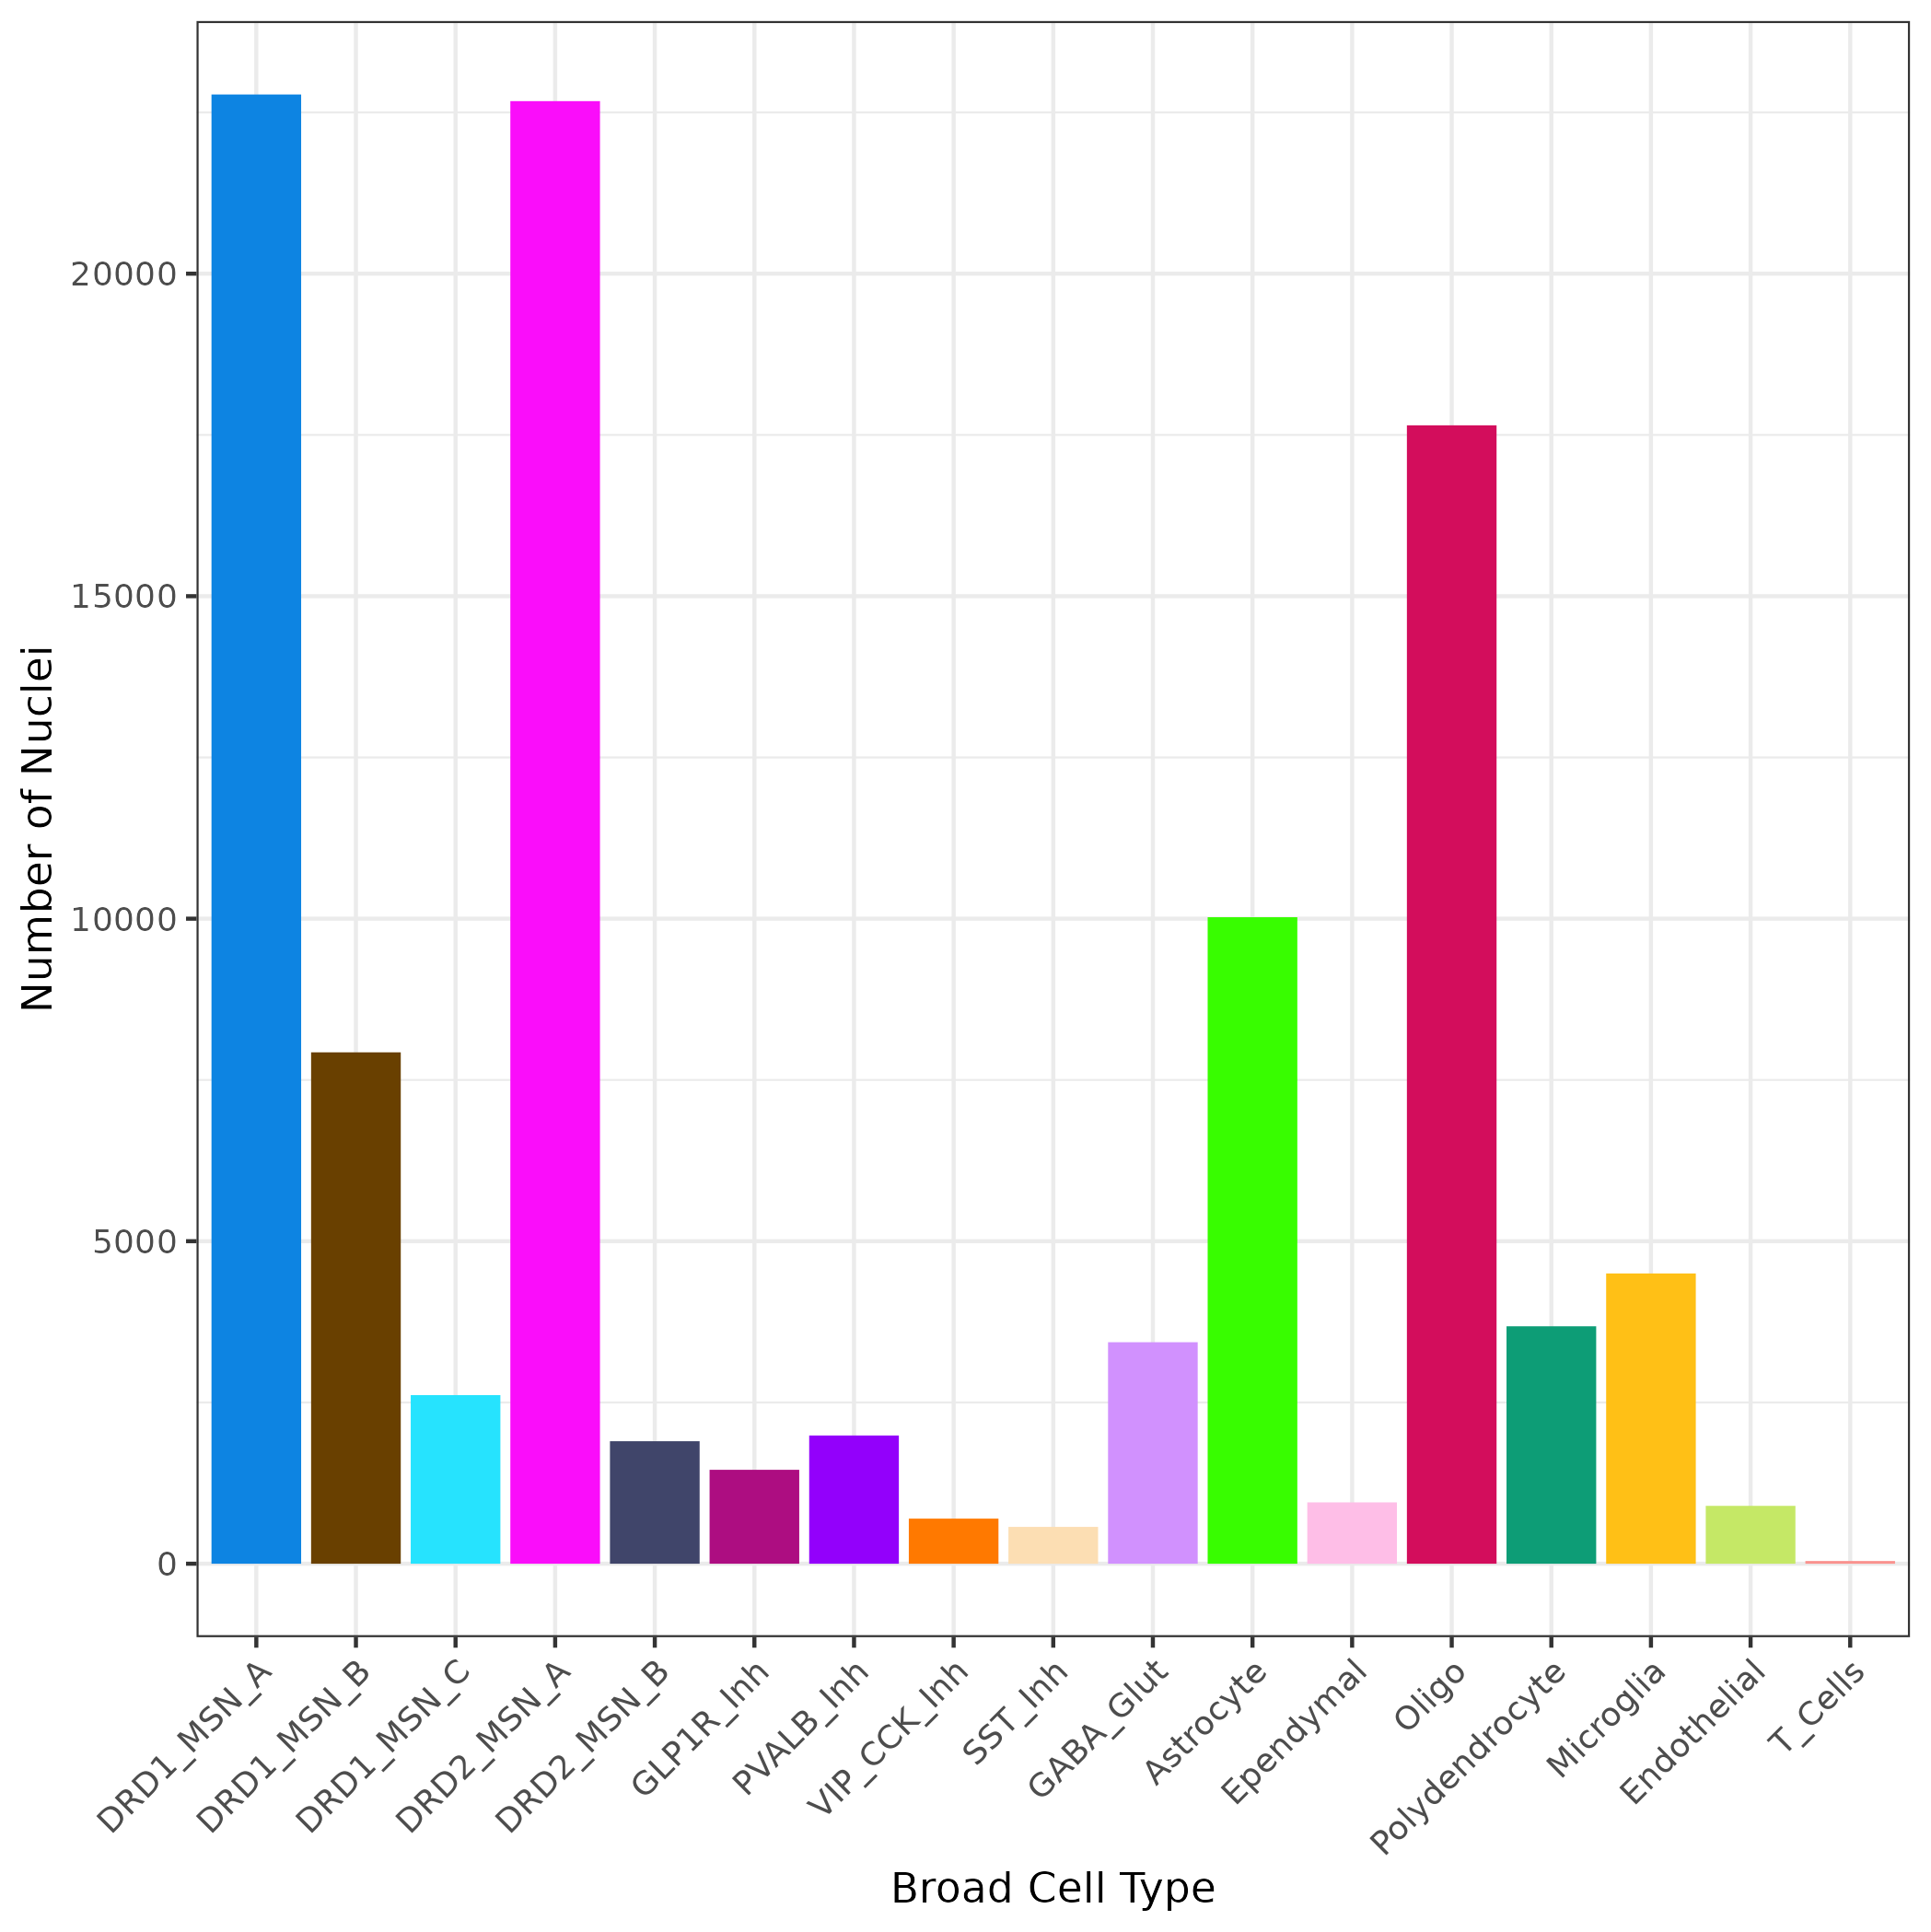 Number of Nuclei
20000
15000
10000
5000
0
DRD1_MSN_A
DRD1_MSN_B
DRD1_MSN_C
DRD2_MSN_A
DRD2_MSN_B
GLP1R_Inh
PVALB_Inh
VIP_CCK_Inh
SST_Inh
GABA_Glut
Astrocyte
Ependymal
Oligo
Polydendrocyte
Microglia
Endothelial
T_Cells
Broad Cell Type